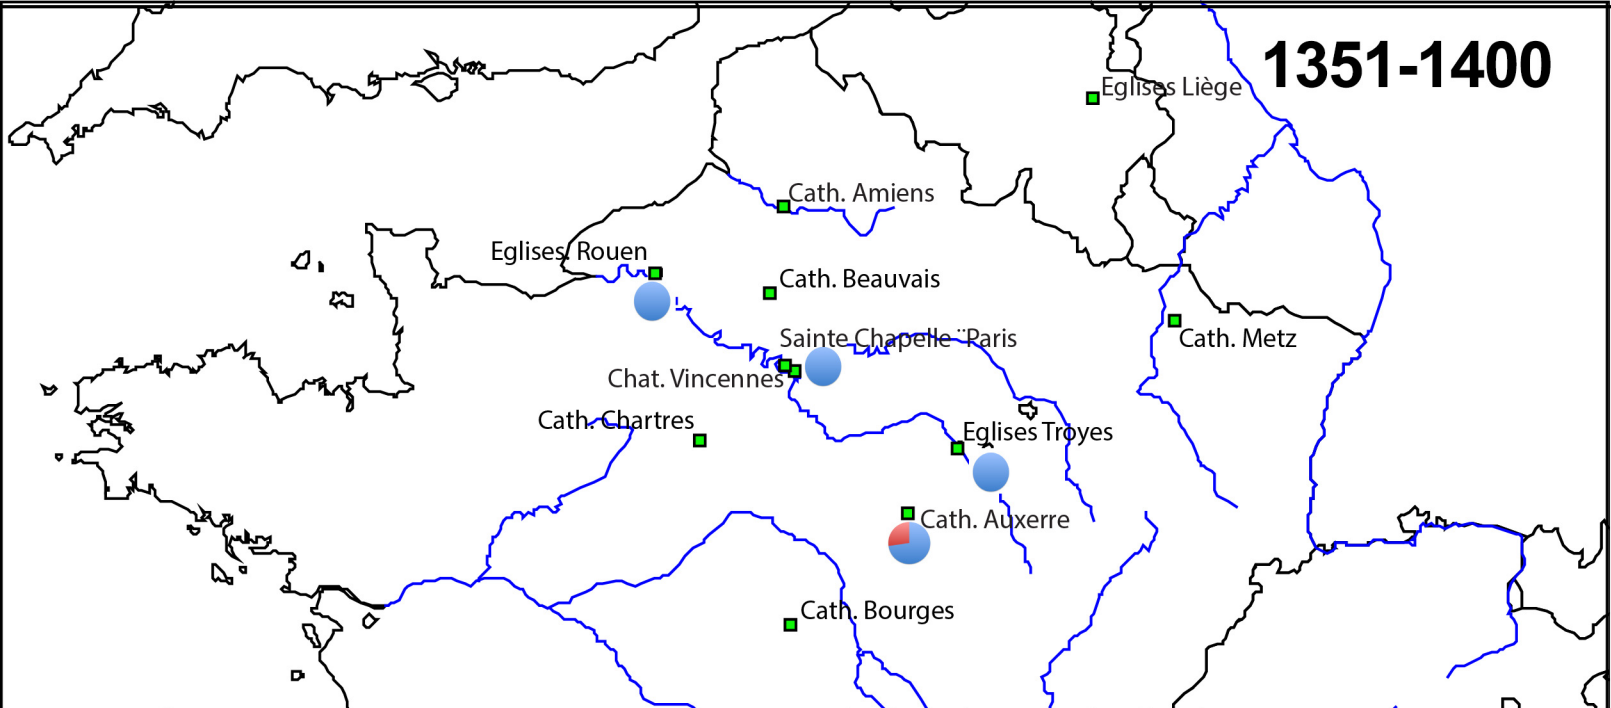 1351-1400
Eglises Liège
Cath. Amiens
Eglises Rouen
Cath. Beauvais
Sainte Chapelle ¨Paris
Cath. Metz
Chat. Vincennes
Cath. Chartres
Eglises Troyes
Cath. Auxerre
Cath. Bourges